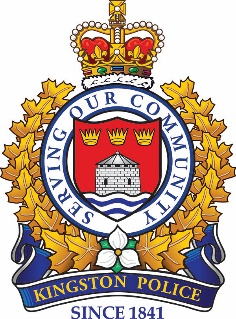 SERVING OUR COMMUNITY
KINGSTON POLICE
SINCE 1841